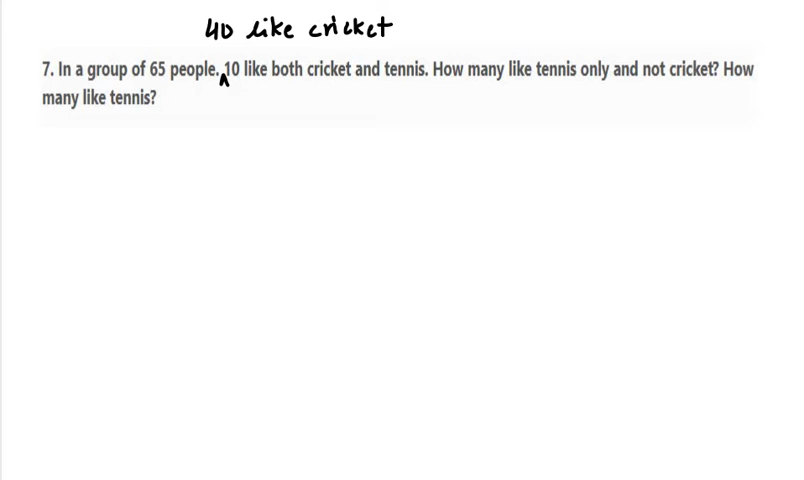 40 like cricket
7. In a group of 65 people. 10 like both cricket and tennis. How many like tennis only and not cricket? How
many like tennis?